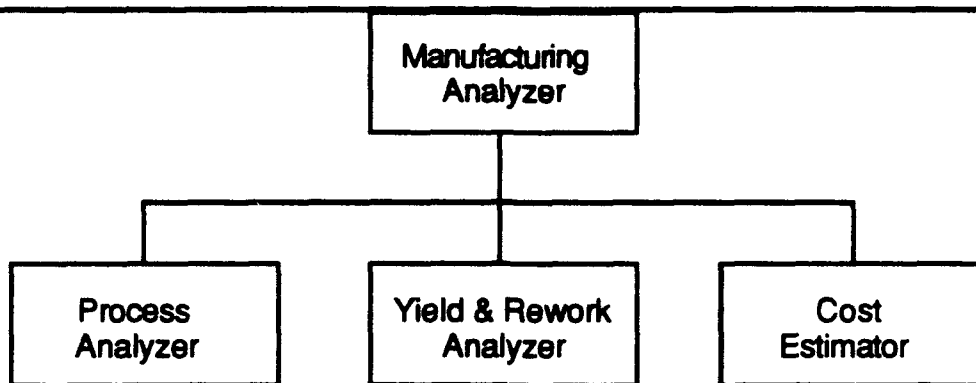 Manufacturing
Analyzer
Process
Analyzer
Yield & Rework
Analyzer
Cost
Estimator